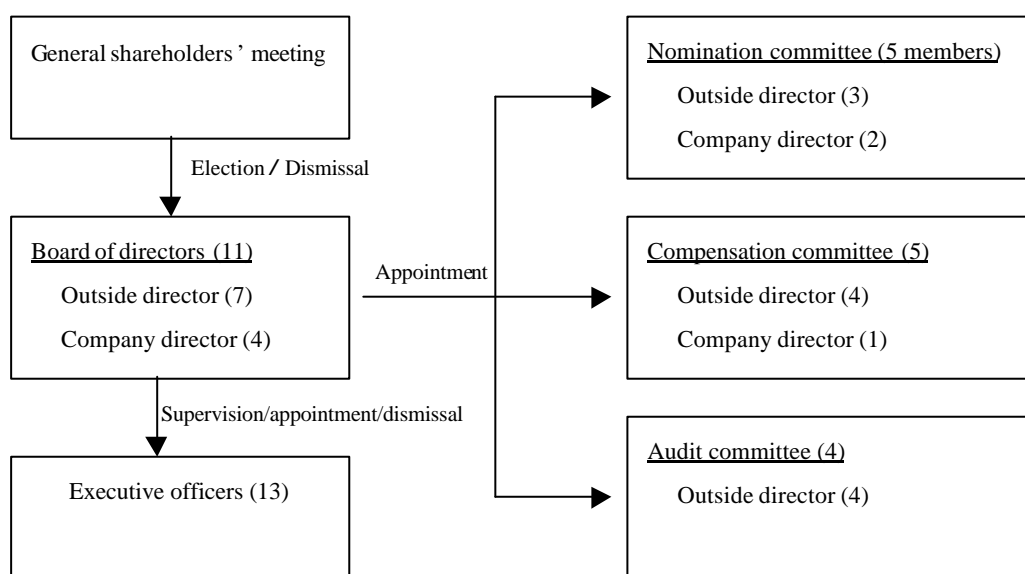 General shareholders ’ meeting
Election / Dismissal
Board of directors (11)
Outside director (7)
Company director (4)
Supervision/appointment/dismissal
Executive officers (13)
Appointment
Nomination committee (5 members)
Outside director (3)
Company director (2)
Compensation committee (5)
Outside director (4)
Company director (1)
Audit committee (4)
Outside director (4)